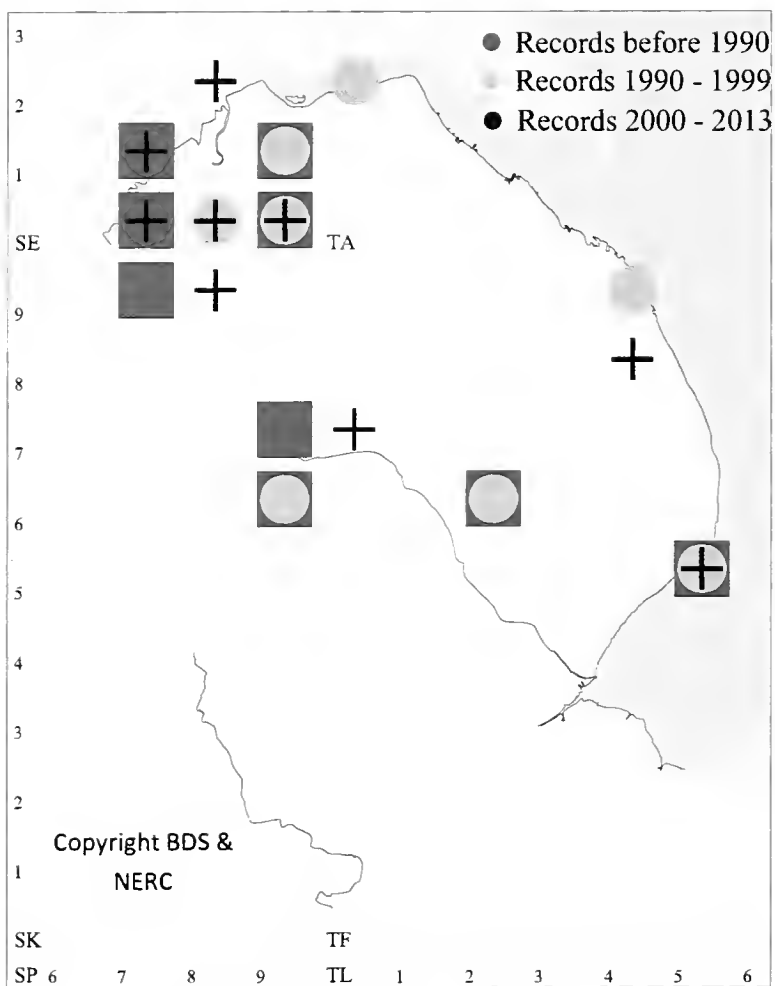 3
Records before 1990
Records 1990 - 1999
2
Records 2000 - 2013
1
SE TA
9
8
7
6
5
4
3
2
Copyright BDS &
NERC
1
SK TF
SP 6 7 8 9 TL 1 2 3 4 5 6